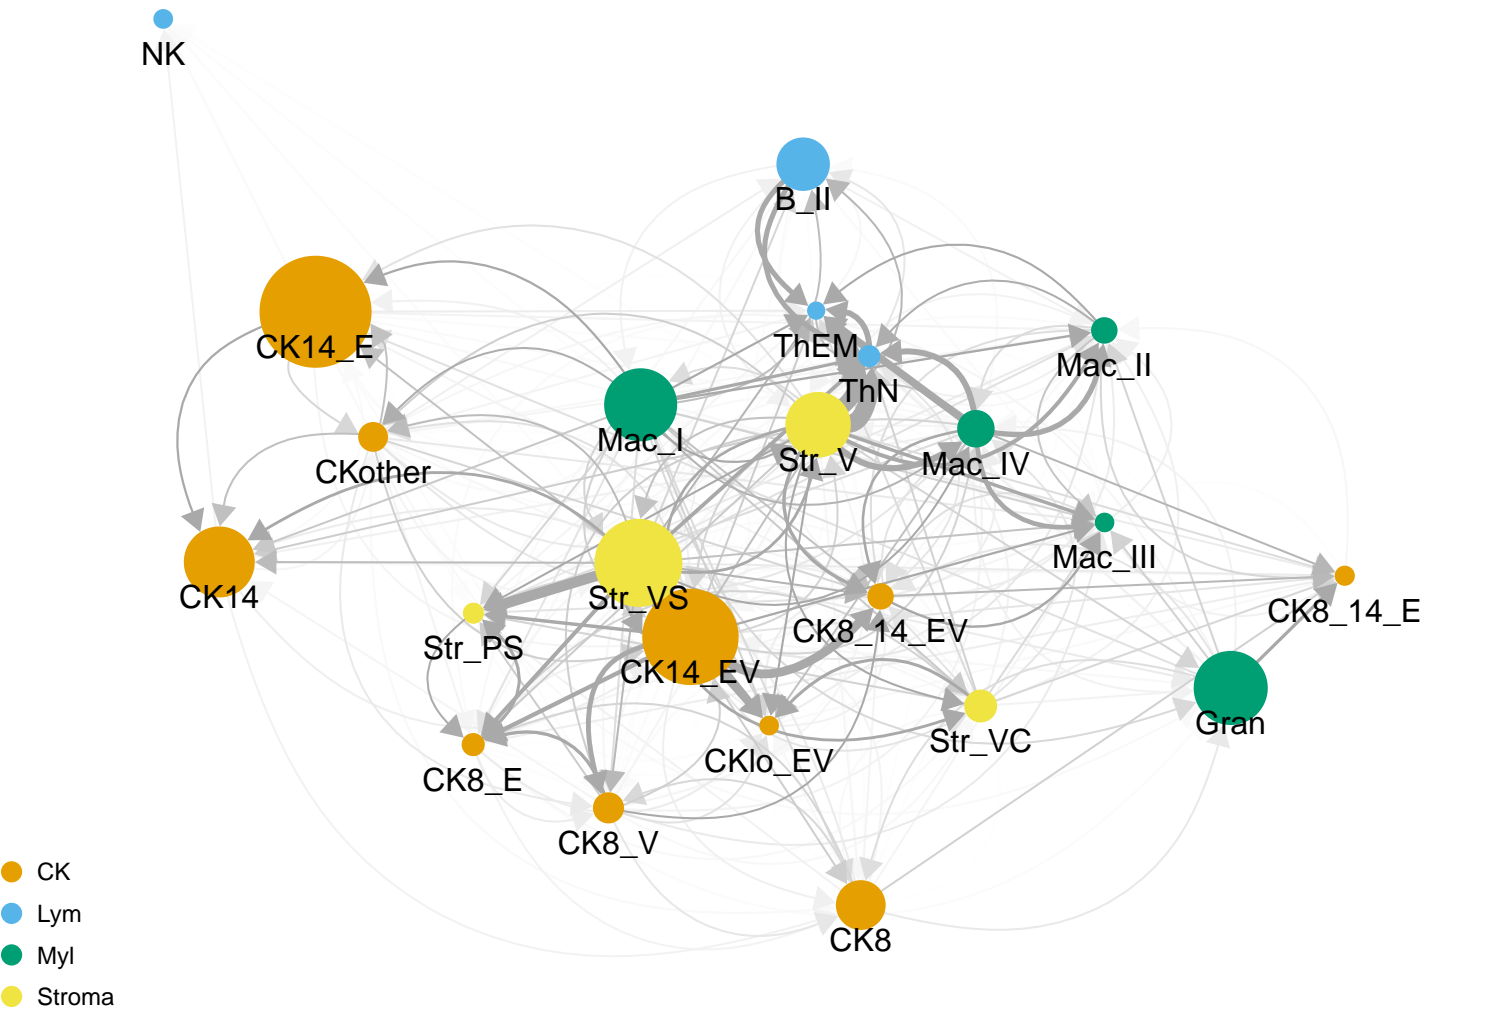 NK
B_II
CK14_E
ThEM
Mac_II
ThN
Mac_I
Str_V
Mac_IV
CKother
Mac_III
CK14
Str_VS
CK8_14_E
CK8_14_EV
Str_PS
CK14_EV
Gran
Str_VC
CKlo_EV
CK8_E
CK8_V
CK8
CK
Lym
Myl
Stroma